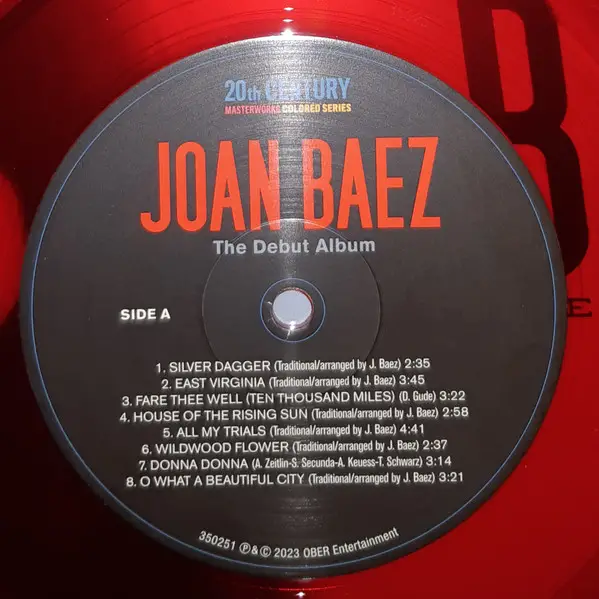 20th CENTURY
MASTERWORKS COLORED SERIES
JOAN BAEZ
The Debut Album
SIDE A
1. SILVER DAGGER (Traditional/arranged by J. Baez) 2:35
2. EAST VIRGINIA (Traditional/arranged by J. Baez) 3:45
3. FARE THEE WELL (TEN THOUSAND MILES) (D. Gude) 3:22
4. HOUSE OF THE RISING SUN (Traditional/arranged by J. Baez) 2:58
5. ALL MY TRIALS (Traditional/arranged by J. Baez) 4:41
6. WILDWOOD FLOWER (Traditional/arranged by J. Baez) 2:37
7. DONNA DONNA (A. Zeitlin-S. Secunda-A. Keuess-T. Schwarz) 3:14
8. O WHAT A BEAUTIFUL CITY (Traditional/arranged by J. Baez) 3:21
350251 ℗&© 2023 OBER Entertainment